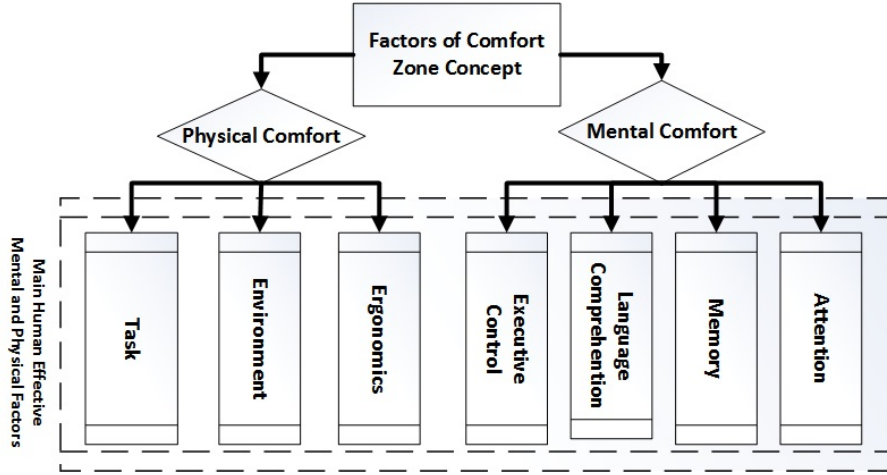 Factors of Comfort
Zone Concept
Physical Comfort
Mental Comfort
Main Human Effective
Mental and Physical Factors
Task
Environment
Ergonomics
Executive
Control
Language
Comprehention
Memory
Attention